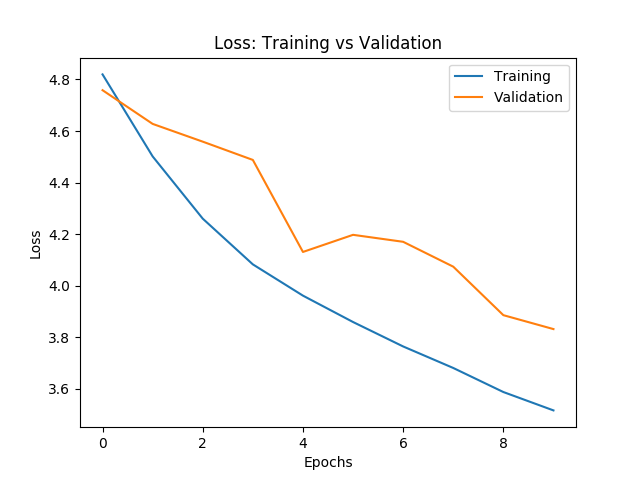 Loss: Training vs Validation
Training
Validation
4.8
4.6
4.4
4.2
4.0
3.8
3.6
Loss
0 2 4 6 8
Epochs